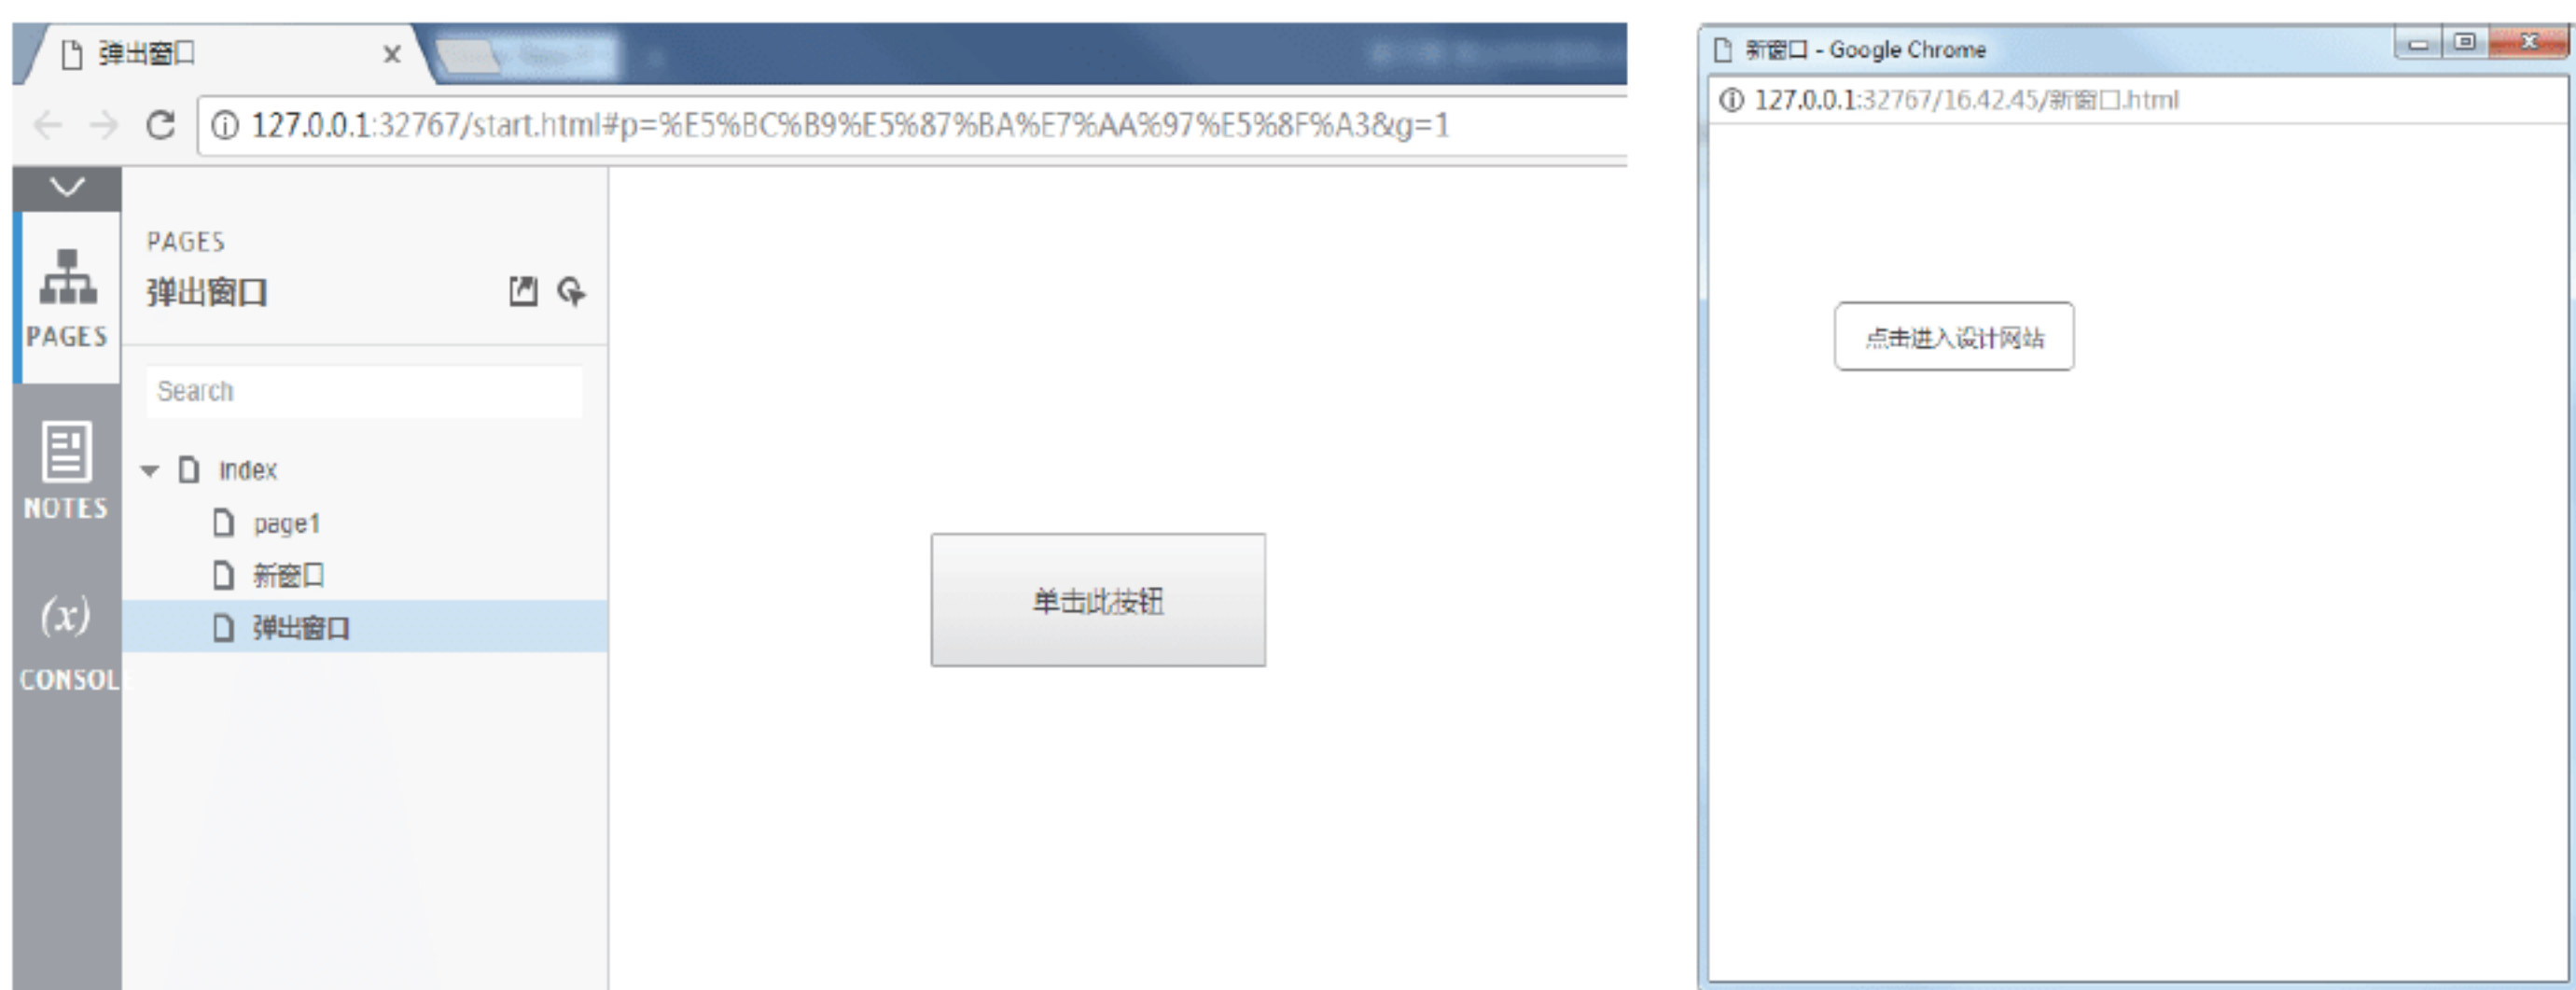 弹出窗口
127.0.0.1:32767/start.html#p=%E5%BC%B9%E5%87%BA%E7%AA%97%E5%8F%A3&g=1
PAGES
NOTES
(x)
CONSOL
PAGES
弹出窗口
Search
index
page1
新窗口
弹出窗口
单击此按钮
新窗口 - Google Chrome
127.0.0.1:32767/16.42.45/新窗口.html
点击进入设计网站